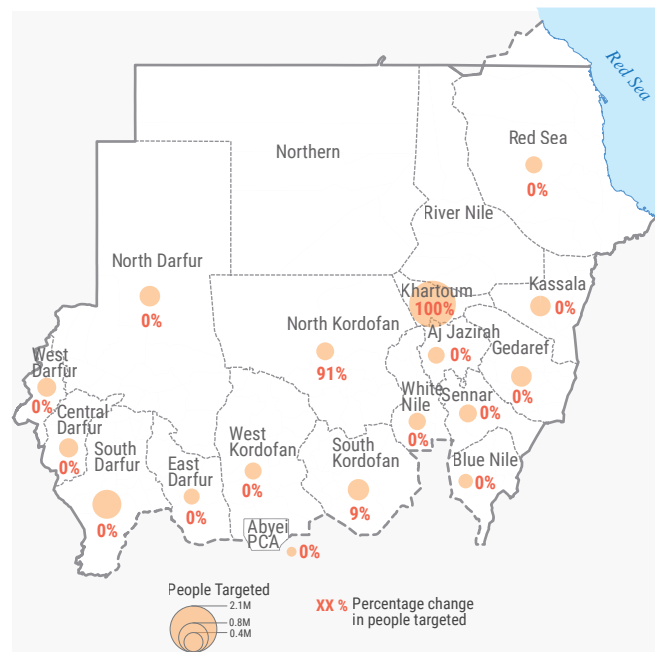 Red Sea
Red Sea
0%
Northern
River Nile
North Darfur
0%
Khartoum
100%
Kassala
0%
North Kordofan
91%
Aj Jazirah
0%
Gedaref
0%
West
Darfur
0%
White
Nile
0%
Sennar
0%
Central
Darfur
0%
South
Darfur
0%
East
Darfur
0%
West
Kordofan
0%
South
Kordofan
9%
Blue Nile
0%
Abyei
PCA
0%
People Targeted
2.1M
0.8M
0.4M
XX % Percentage change
in people targeted